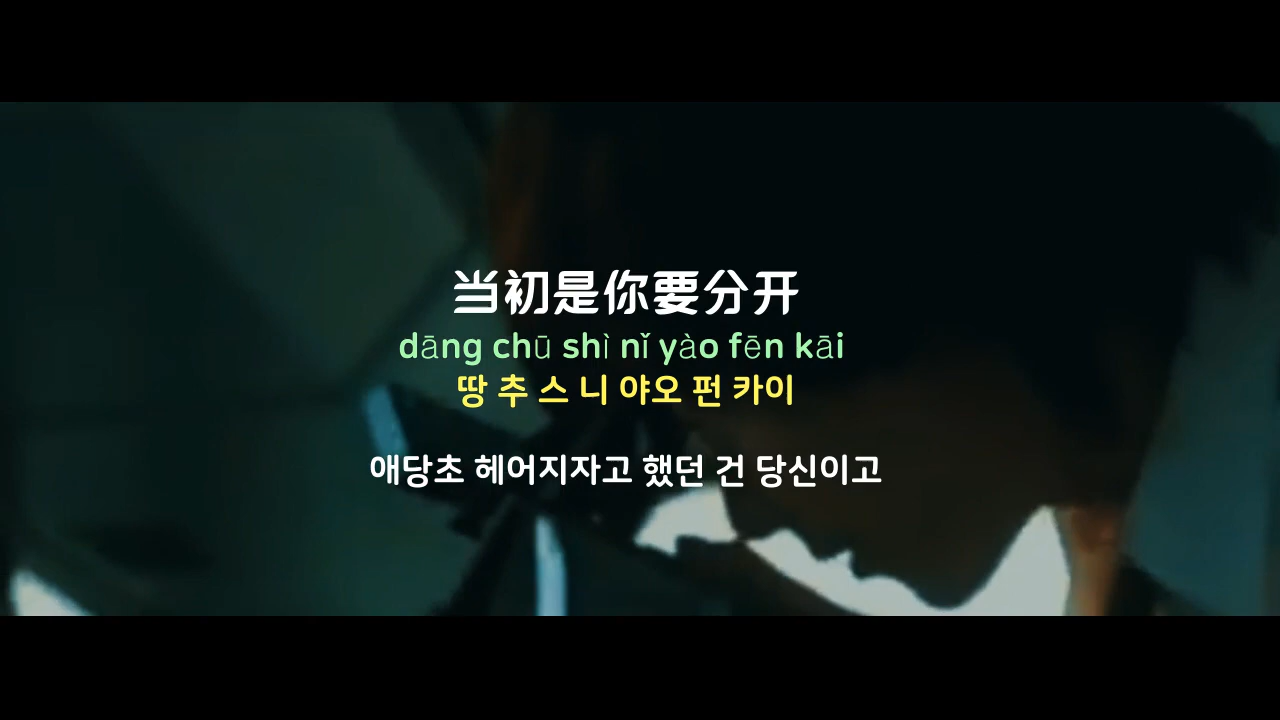 当初是你要分开
dāng chū shì nǐ yào fēn kāi
땅 추 스 니 야오 펀 카이
애당초 헤어지자고 했던 건 당신이고